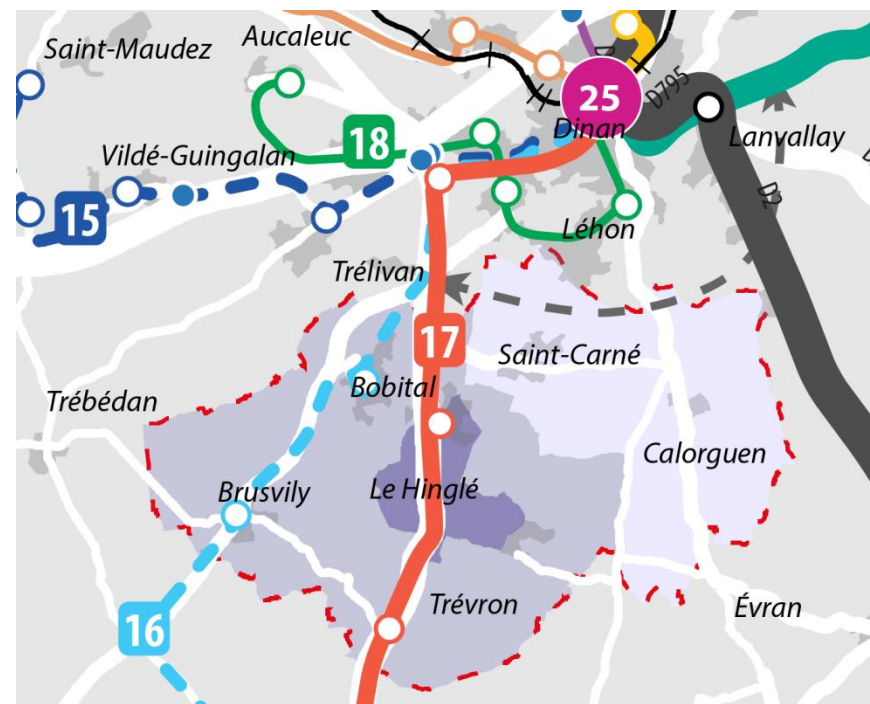 Saint-Maudez
Aucaleuc
25
D795
Dinan
Lanvallay
18
Vildé-Guingalan
15
D2
Léhon
Trélivan
17
Saint-Carné
Bobital
Trébédan
Calorguen
Brusvily
Le Hinglé
Trévron
Évran
16